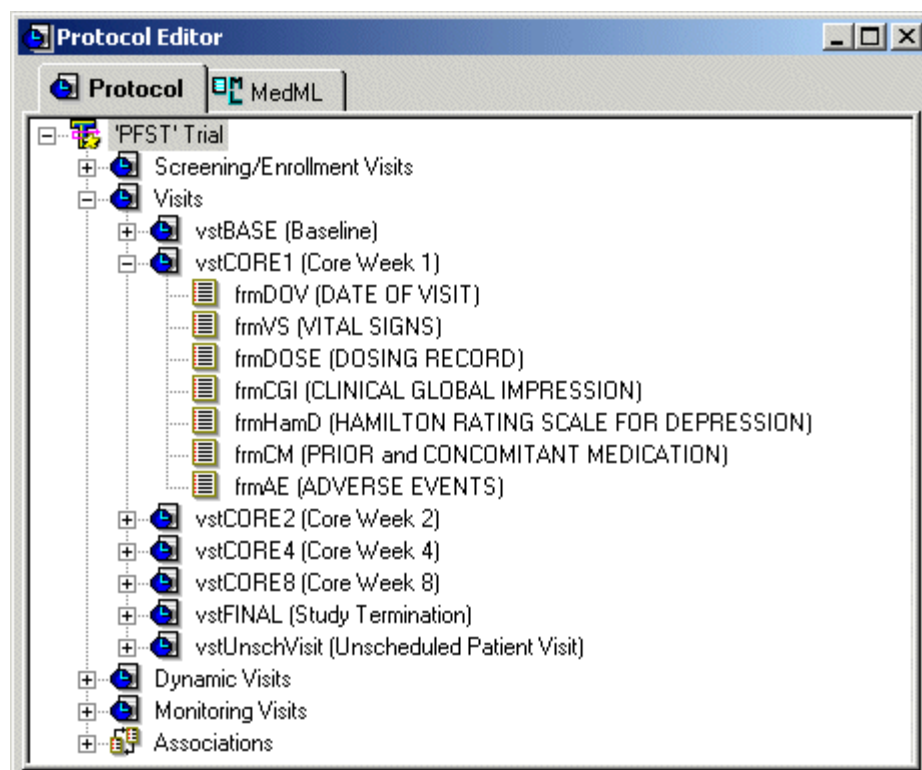 Protocol Editor
Protocol MedML
'PFST' Trial
Screening/Enrollment Visits
Visits
vstBASE (Baseline)
vstCORE1 (Core Week 1)
frmDOV (DATE OF VISIT)
frmVS (VITAL SIGNS)
frmDOSE (DOSING RECORD)
frmCGI (CLINICAL GLOBAL IMPRESSION)
frmHamD (HAMILTON RATING SCALE FOR DEPRESSION)
frmCM (PRIOR and CONCOMITANT MEDICATION)
frmAE (ADVERSE EVENTS)
vstCORE2 (Core Week 2)
vstCORE4 (Core Week 4)
vstCORE8 (Core Week 8)
vstFINAL (Study Termination)
vstUnschVisit (Unscheduled Patient Visit)
Dynamic Visits
Monitoring Visits
Associations